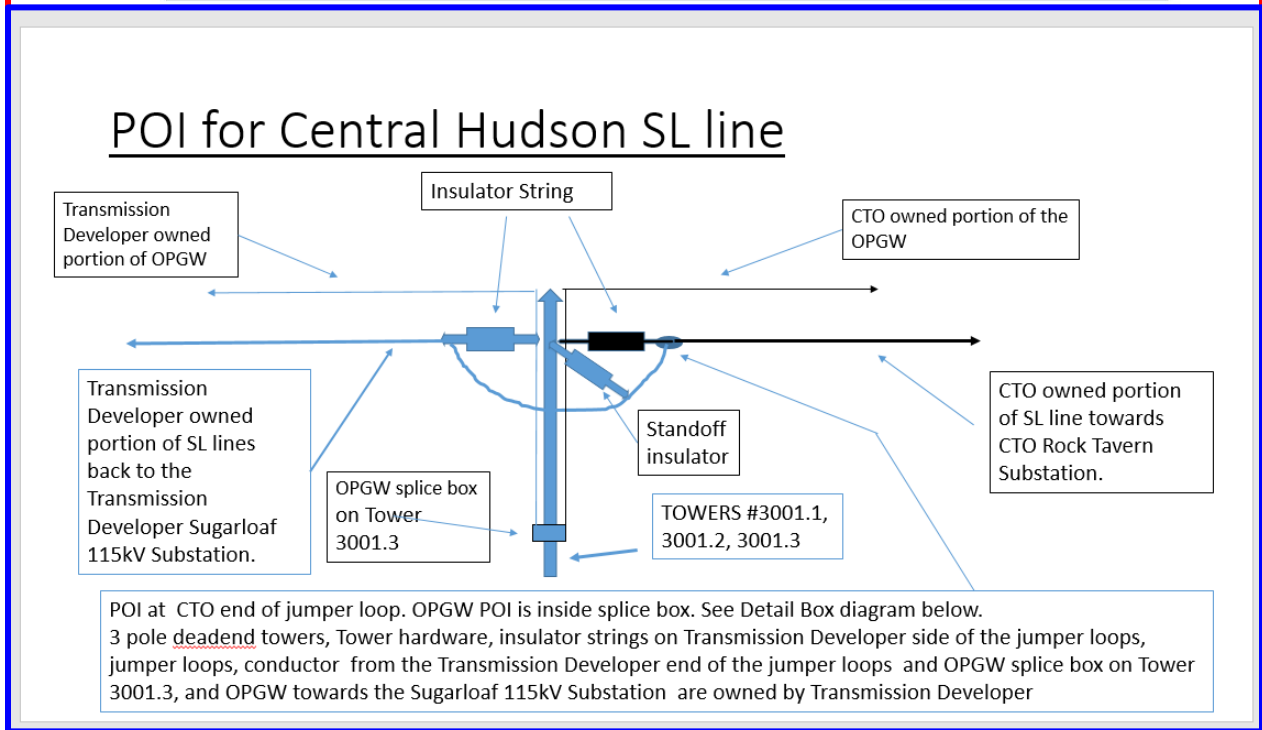 POI for Central Hudson SL line
Insulator String
Transmission
Developer owned
portion of OPGW
CTO owned portion of the
OPGW
Transmission
Developer owned
portion of SL lines
back to the
Transmission
Developer Sugarloaf
115kV Substation.
CTO owned portion
of SL line towards
CTO Rock Tavern
Substation.
Standoff
insulator
OPGW splice box
on Tower
3001.3
TOWERS #3001.1,
3001.2, 3001.3
POI at CTO end of jumper loop. OPGW POI is inside splice box. See Detail Box diagram below.
3 pole deadend towers, Tower hardware, insulator strings on Transmission Developer side of the jumper loops,
jumper loops, conductor from the Transmission Developer end of the jumper loops and OPGW splice box on Tower
3001.3, and OPGW towards the Sugarloaf 115kV Substation are owned by Transmission Developer